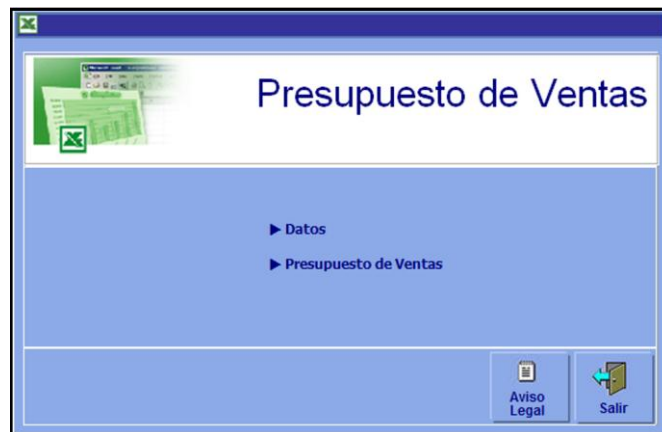 Presupuesto de Ventas
▶ Datos
▶ Presupuesto de Ventas
Aviso
Legal
Salir